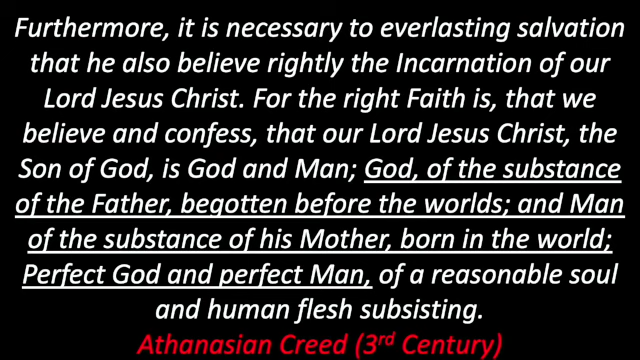 Furthermore, it is necessary to everlasting salvation
that he also believe rightly the Incarnation of our
Lord Jesus Christ. For the right Faith is, that we
believe and confess, that our Lord Jesus Christ, the
Son of God, is God and Man; God, of the substance
of the Father, begotten before the worlds; and Man
of the substance of his Mother, born in the world;
Perfect God and perfect Man, of a reasonable soul
and human flesh subsisting.
Athanasian Creed (3rd Century)